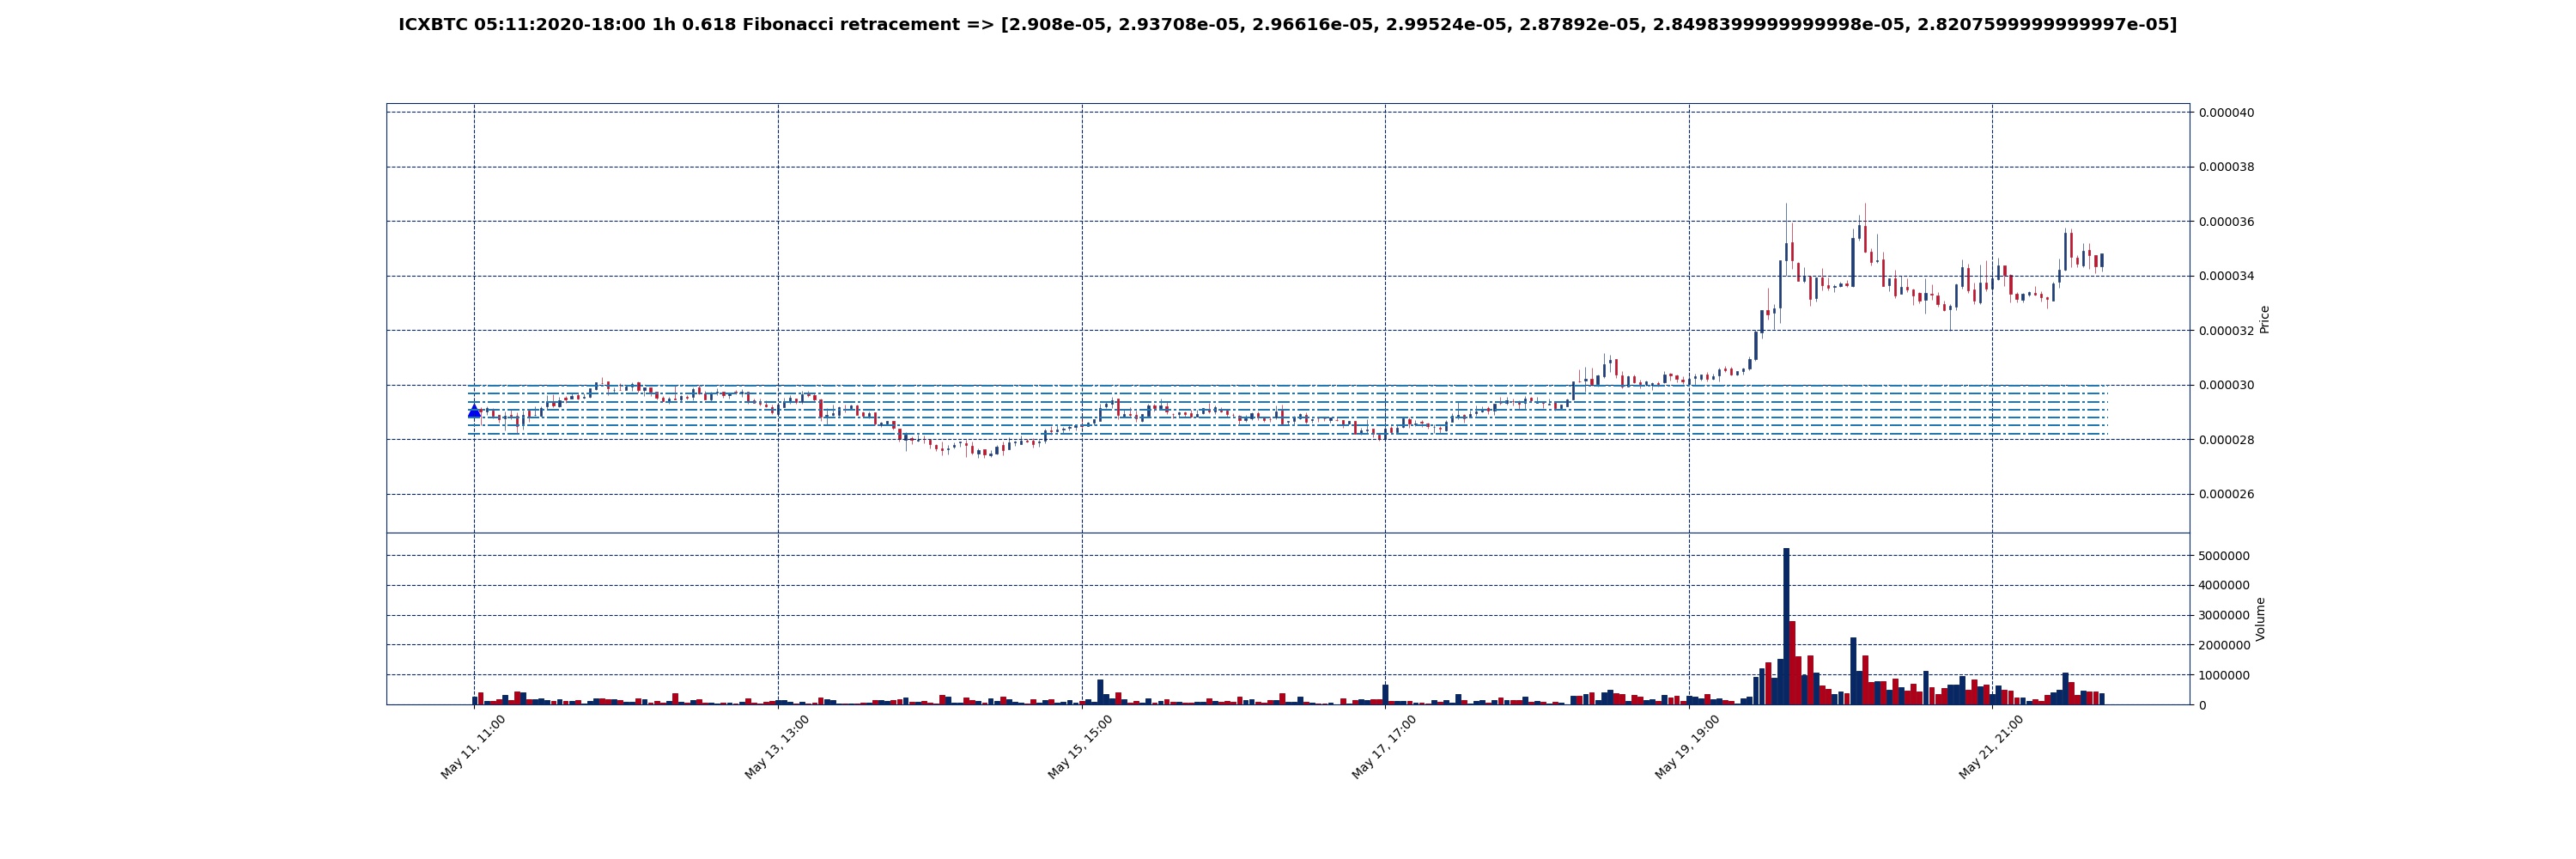 ICXBTC 05:11:2020-18:00 1h 0.618 Fibonacci retracement => [2.908e-05, 2.93708e-05, 2.96616e-05, 2.99524e-05, 2.87892e-05, 2.8498399999999998e-05, 2.8207599999999997e-05]
0.000040
0.000038
0.000036
0.000034
0.000032
0.000030
0.000028
0.000026
Price
5000000
4000000
3000000
2000000
1000000
0
Volume
May 11, 11:00
May 13, 13:00
May 15, 15:00
May 17, 17:00
May 19, 19:00
May 21, 21:00